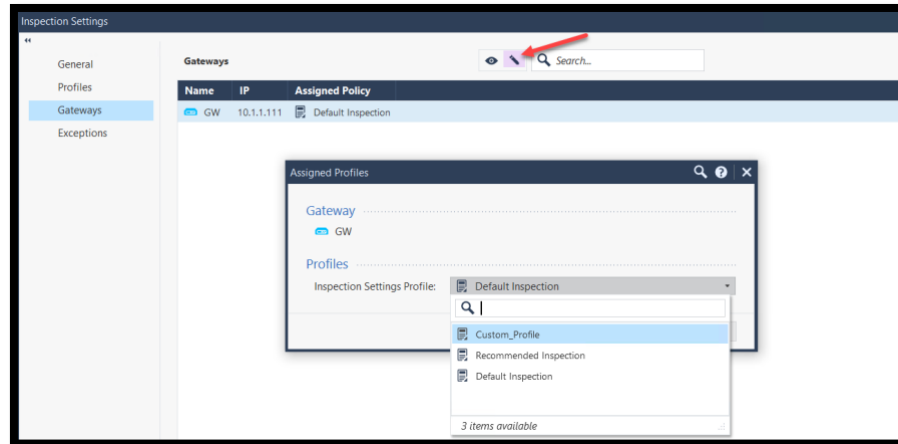 Inspection Settings
General
Profiles
Gateways
Exceptions
Gateways
Search...
Name IP Assigned Policy
GW 10.1.1.111 Default Inspection
Assigned Profiles
Gateway
GW
Profiles
Inspection Settings Profile: Default Inspection
Custom_Profile
Recommended Inspection
Default Inspection
3 items available